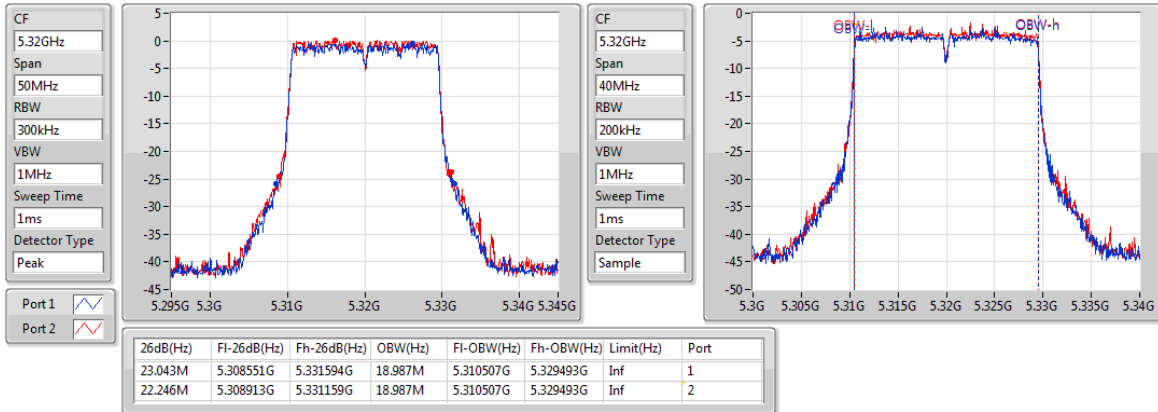 CF
5.32GHz
Span
50MHz
RBW
300kHz
VBW
1MHz
Sweep Time
1ms
Detector Type
Peak
Port 1
Port 2
5
0
-5
-10
-15
-20
-25
-30
-35
-40
-45
5.295G 5.3G 5.31G 5.32G 5.33G 5.34G 5.345G
CF
5.32GHz
Span
40MHz
RBW
200kHz
VBW
1MHz
Sweep Time
1ms
Detector Type
Sample
OBW-l OBW-h
0
-5
-10
-15
-20
-25
-30
-35
-40
-45
-50
5.3G 5.305G 5.31G 5.315G 5.32G 5.325G 5.33G 5.335G 5.34G
26dB(Hz) Fl-26dB(Hz) Fh-26dB(Hz) OBW(Hz) Fl-OBW(Hz) Fh-OBW(Hz) Limit(Hz) Port
23.043M 5.308551G 5.331594G 18.987M 5.310507G 5.329493G Inf 1
22.246M 5.308913G 5.331159G 18.987M 5.310507G 5.329493G Inf 2